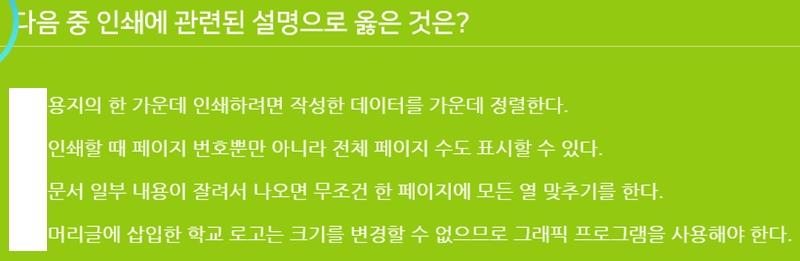 다음 중 인쇄에 관련된 설명으로 옳은 것은?
용지의 한 가운데 인쇄하려면 작성한 데이터를 가운데 정렬한다.
인쇄할 때 페이지 번호뿐만 아니라 전체 페이지 수도 표시할 수 있다.
문서 일부 내용이 잘려서 나오면 무조건 한 페이지에 모든 열 맞추기를 한다.
머리글에 삽입한 학교 로고는 크기를 변경할 수 없으므로 그래픽 프로그램을 사용해야 한다.